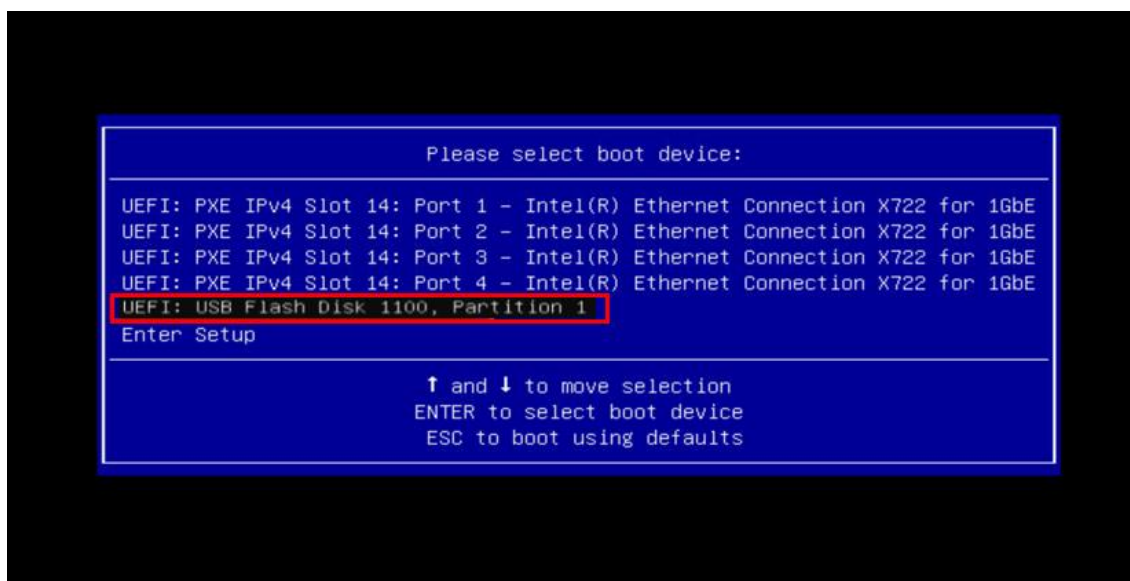 Please select boot device:
UEFI: PXE IPv4 Slot 14: Port 1 – Intel(R) Ethernet Connection X722 for 1GbE
UEFI: PXE IPv4 Slot 14: Port 2 – Intel(R) Ethernet Connection X722 for 1GbE
UEFI: PXE IPv4 Slot 14: Port 3 – Intel(R) Ethernet Connection X722 for 1GbE
UEFI: PXE IPv4 Slot 14: Port 4 – Intel(R) Ethernet Connection X722 for 1GbE
UEFI: USB Flash Disk 1100, Partition 1
Enter Setup
↑ and ↓ to move selection
ENTER to select boot device
ESC to boot using defaults